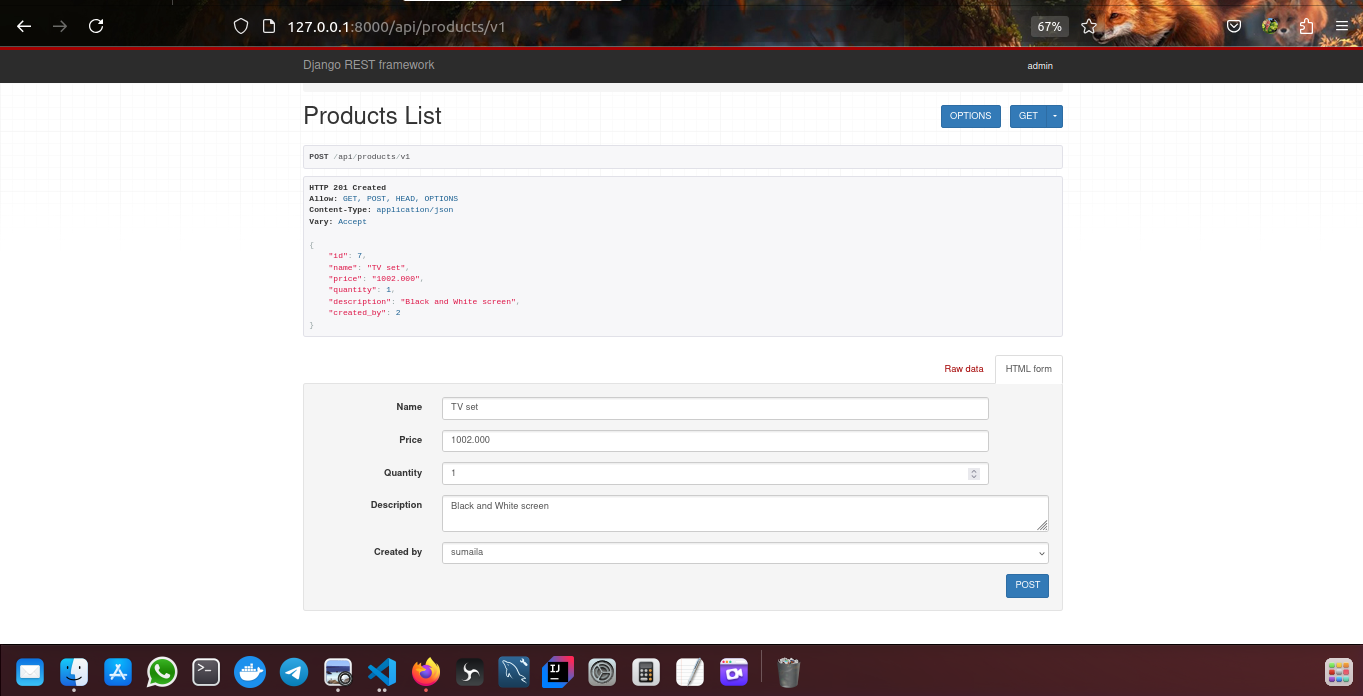 127.0.0.1:8000/api/products/v1
67%
Django REST framework
admin
Products List
OPTIONS
GET
POST /api/products/v1
HTTP 201 Created
Allow: GET, POST, HEAD, OPTIONS
Content-Type: application/json
Vary: Accept
{
"id": 7,
"name": "TV set",
"price": "1002.000",
"quantity": 1,
"description": "Black and White screen",
"created_by": 2
}
Raw data
HTML form
Name
TV set
Price
1002.000
Quantity
1
Description
Black and White screen
Created by
sumaila
POST
IJ